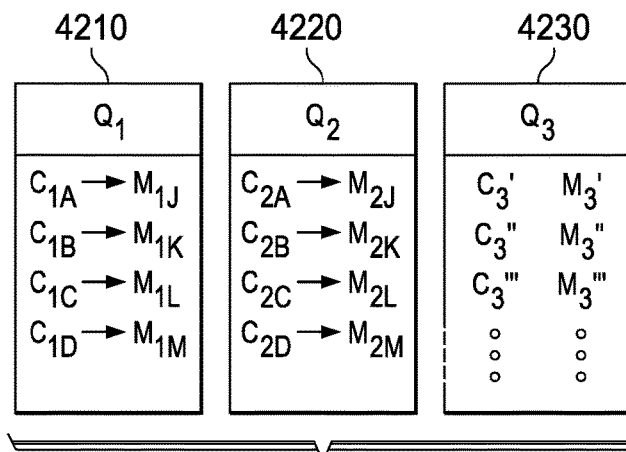 4210 4220 4230
Q₁ Q₂ Q₃
C₁A → M₁J C₂A → M₂J C₃' M₃'
C₁B → M₁K C₂B → M₂K C₃" M₃"
C₁C → M₁L C₂C → M₂L C₃''' M₃'''
C₁D → M₁M C₂D → M₂M